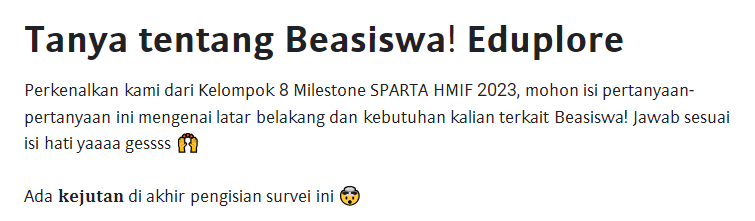 Tanya tentang Beasiswa! Eduplore
Perkenalkan kami dari Kelompok 8 Milestone SPARTA HMIF 2023, mohon isi pertanyaan-
pertanyaan ini mengenai latar belakang dan kebutuhan kalian terkait Beasiswa! Jawab sesuai
isi hati yaaaa gessss 🙌
Ada kejutan di akhir pengisian survei ini 🤯